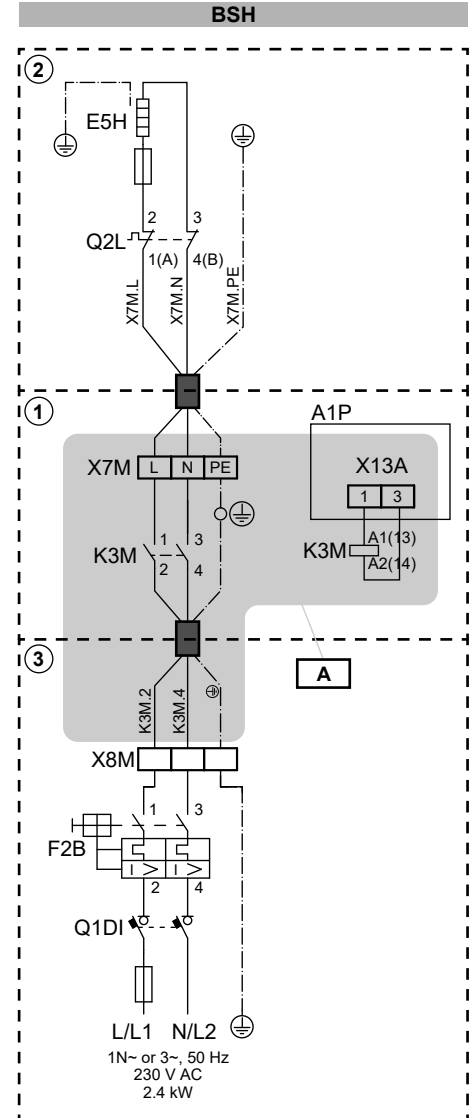 BSH
2
E5H
2 3
Q2L
1(A) 4(B)
X7M.L X7M.N X7M.PE
1
A1P
X7M L N PE
X13A
1 3
1 3
K3M
2 4
A1(13)
K3M
A2(14)
3
A
K3M.2 K3M.4
X8M
1 3
F2B
I > I >
2 4
Q1DI
L/L1 N/L2
1N~ or 3~, 50 Hz
230 V AC
2.4 kW